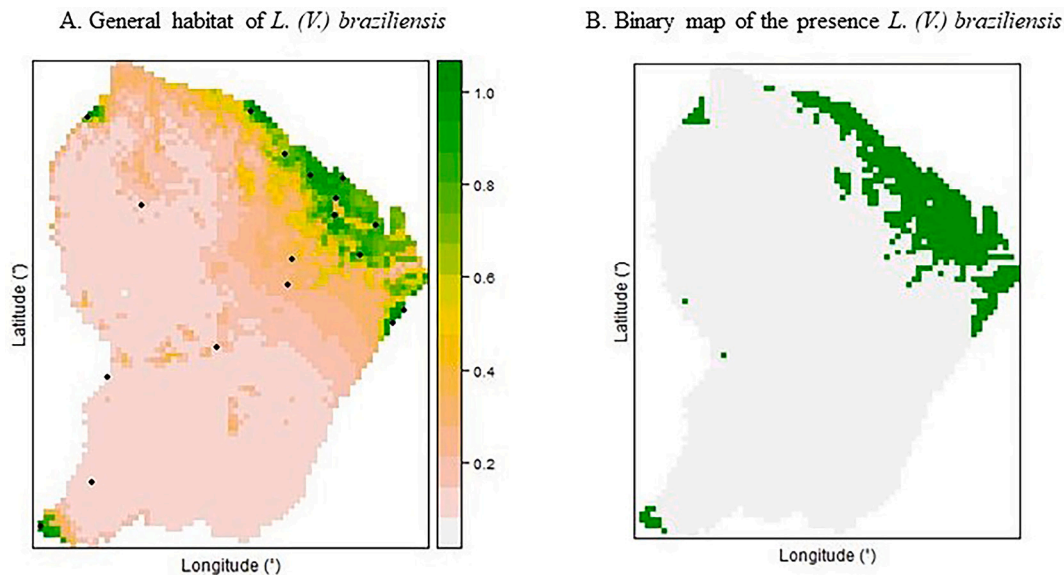 A. General habitat of L. (V.) braziliensis
B. Binary map of the presence L. (V.) braziliensis
Latitude (°)
1.0
0.8
0.6
0.4
0.2
Longitude (°)
Latitude (°)
Longitude (°)